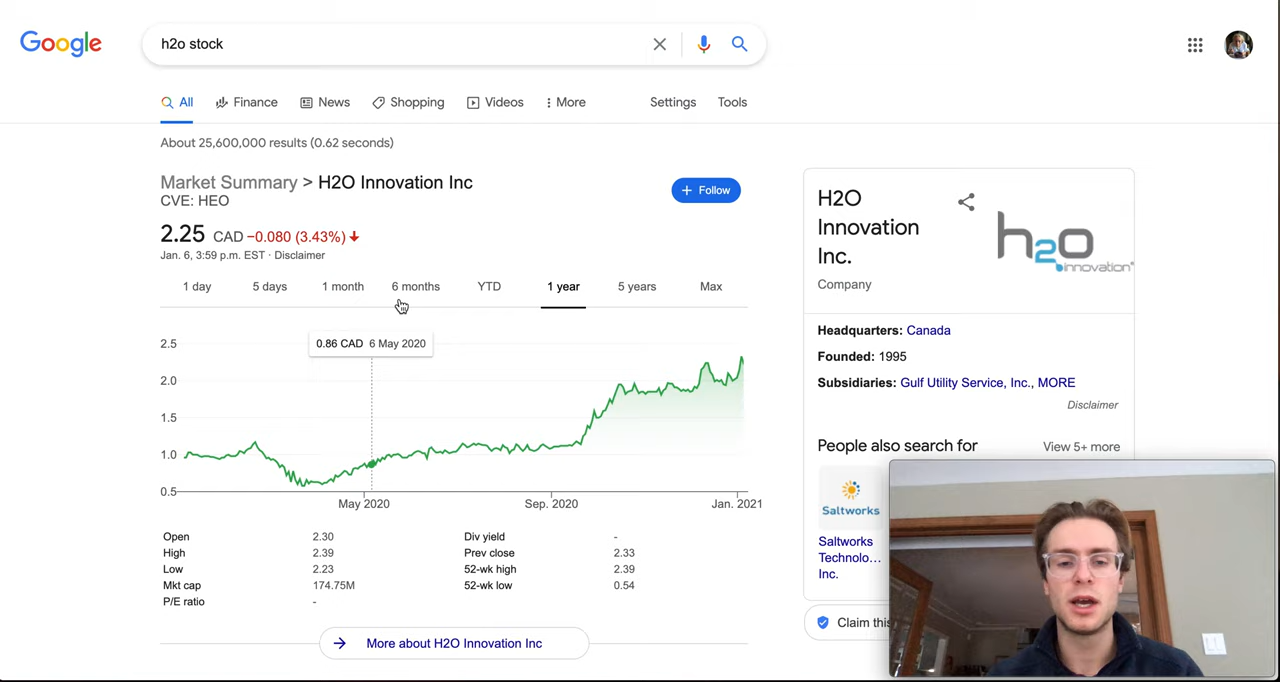 Google
h2o stock
All Finance News Shopping Videos More Settings Tools
About 25,600,000 results (0.62 seconds)
Market Summary > H2O Innovation Inc
CVE: HEO
Follow
2.25 CAD −0.080 (3.43%)
Jan. 6, 3:59 p.m. EST · Disclaimer
1 day 5 days 1 month 6 months YTD 1 year 5 years Max
0.86 CAD 6 May 2020
2.5
2.0
1.5
1.0
0.5
May 2020 Sep. 2020 Jan. 2021
Open 2.30 Div yield -
High 2.39 Prev close 2.33
Low 2.23 52-wk high 2.39
Mkt cap 174.75M 52-wk low 0.54
P/E ratio -
More about H2O Innovation Inc
H2O
Innovation
Inc.
Company
h2o
innovation
Headquarters: Canada
Founded: 1995
Subsidiaries: Gulf Utility Service, Inc., MORE
Disclaimer
People also search for View 5+ more
Saltworks
Saltworks
Technolo...
Inc.
Claim this